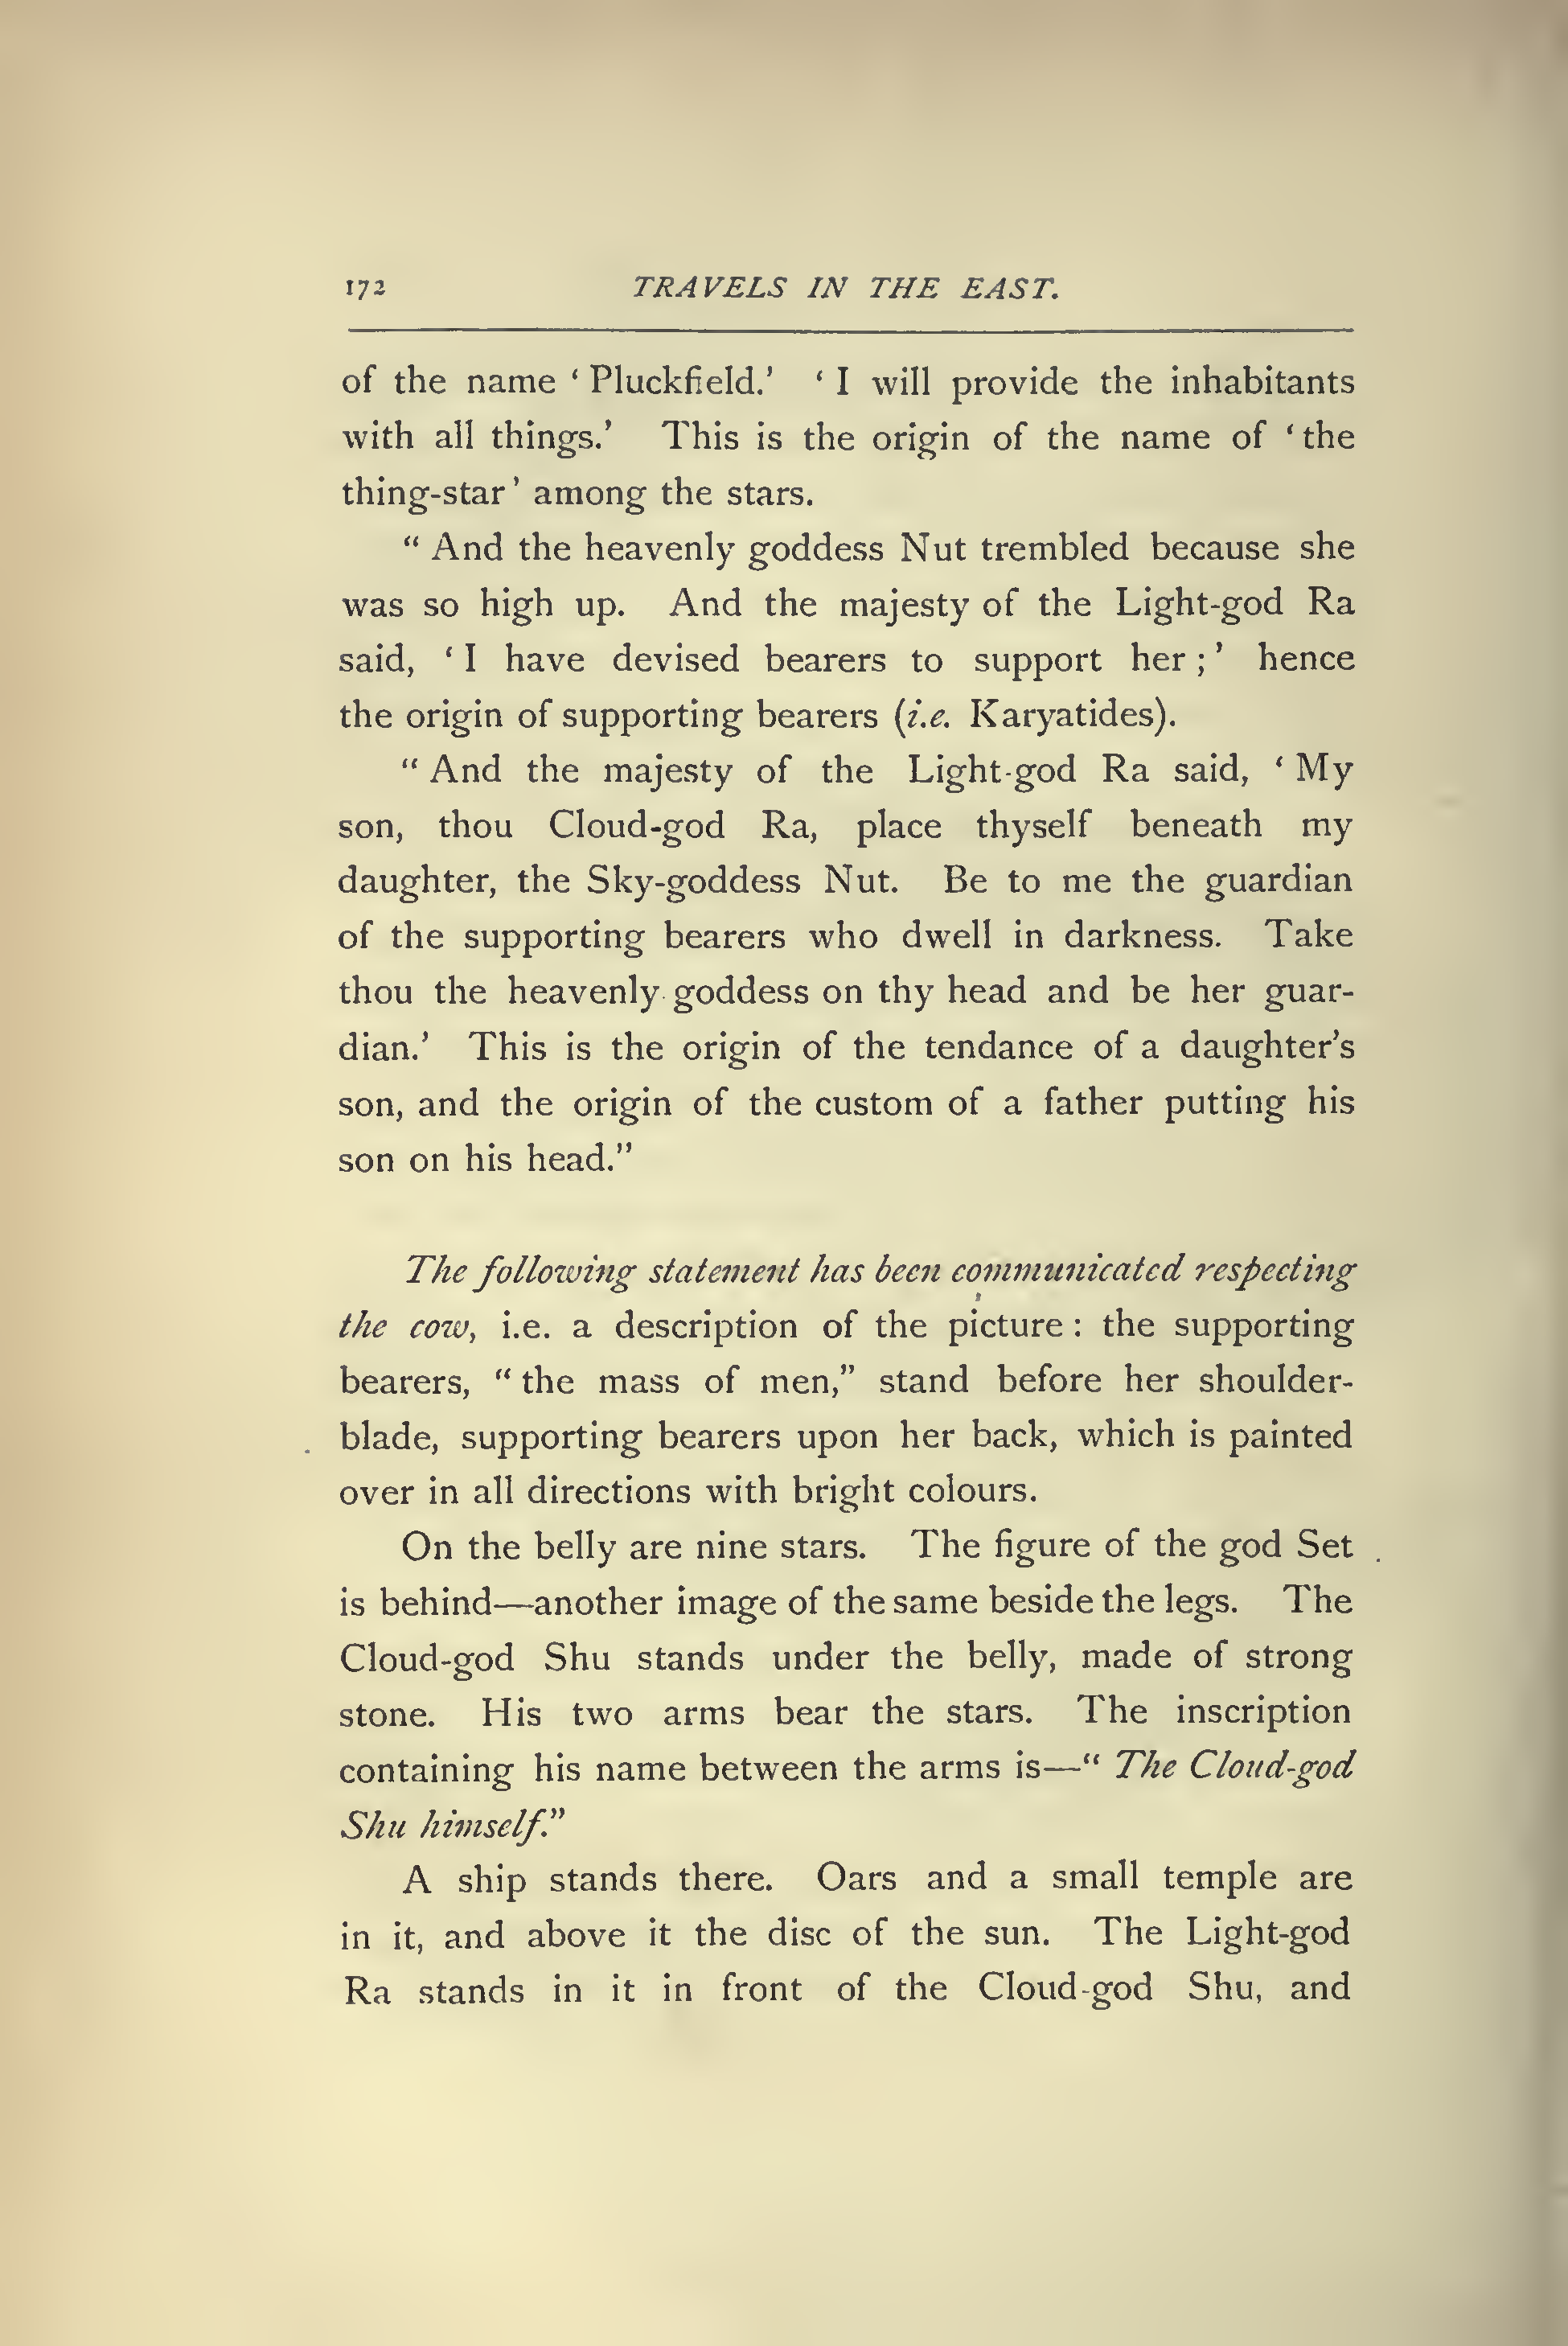 172 TRAVELS IN THE EAST.
of the name ‘Pluckfield.’ ‘I will provide the inhabitants
with all things.’ This is the origin of the name of ‘the
thing-star’ among the stars.
“And the heavenly goddess Nut trembled because she
was so high up. And the majesty of the Light-god Ra
said, ‘I have devised bearers to support her;’ hence
the origin of supporting bearers (i.e. Karyatides).
“And the majesty of the Light-god Ra said, ‘My
son, thou Cloud-god Ra, place thyself beneath my
daughter, the Sky-goddess Nut. Be to me the guardian
of the supporting bearers who dwell in darkness. Take
thou the heavenly goddess on thy head and be her guar-
dian.’ This is the origin of the tendance of a daughter’s
son, and the origin of the custom of a father putting his
son on his head.”
The following statement has been communicated respecting
the cow, i.e. a description of the picture: the supporting
bearers, “the mass of men,” stand before her shoulder-
blade, supporting bearers upon her back, which is painted
over in all directions with bright colours.
On the belly are nine stars. The figure of the god Set
is behind—another image of the same beside the legs. The
Cloud-god Shu stands under the belly, made of strong
stone. His two arms bear the stars. The inscription
containing his name between the arms is—“The Cloud-god
Shu himself.”
A ship stands there. Oars and a small temple are
in it, and above it the disc of the sun. The Light-god
Ra stands in it in front of the Cloud-god Shu, and